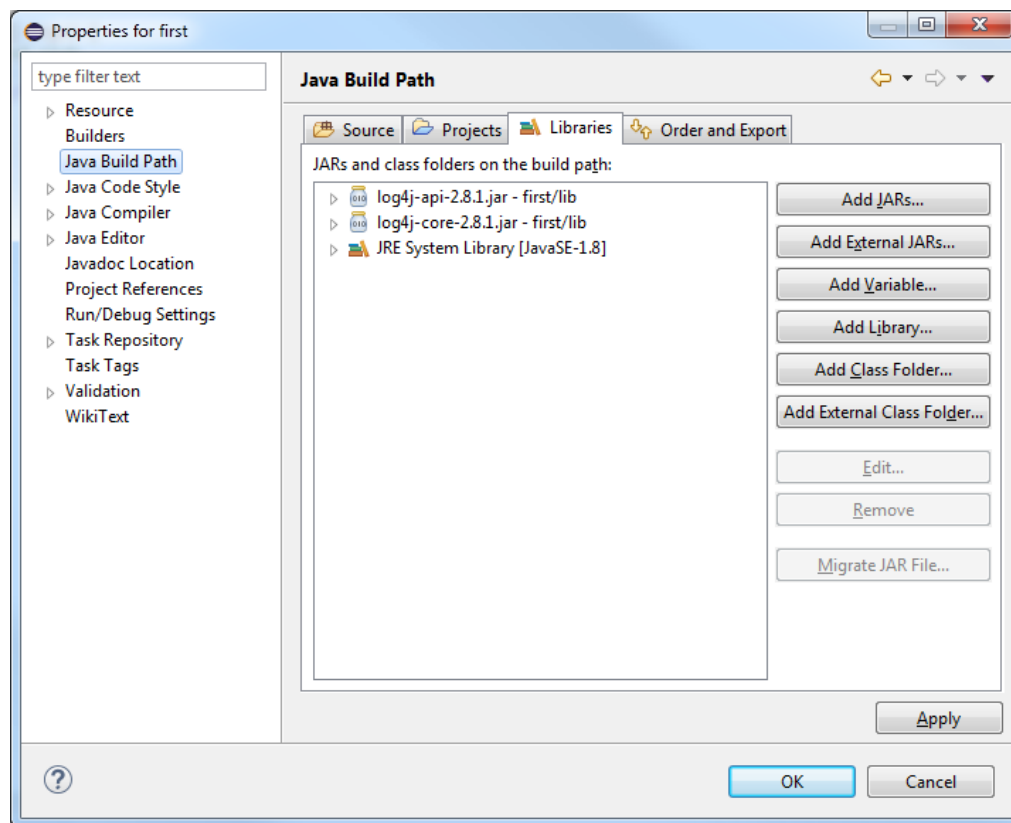 Properties for first
type filter text
Resource
Builders
Java Build Path
Java Code Style
Java Compiler
Java Editor
Javadoc Location
Project References
Run/Debug Settings
Task Repository
Task Tags
Validation
WikiText
Java Build Path
Source Projects Libraries Order and Export
JARs and class folders on the build path:
log4j-api-2.8.1.jar - first/lib
log4j-core-2.8.1.jar - first/lib
JRE System Library [JavaSE-1.8]
Add JARs...
Add External JARs...
Add Variable...
Add Library...
Add Class Folder...
Add External Class Folder...
Edit...
Remove
Migrate JAR File...
Apply
OK Cancel